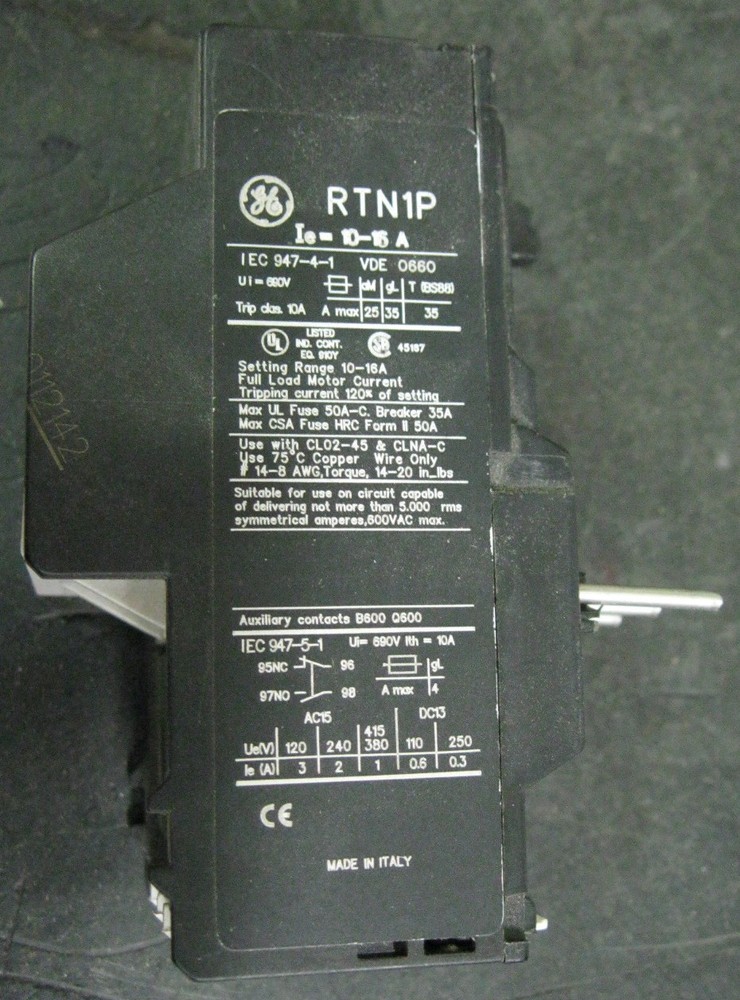 GE RTN1P
Ie = 10-16 A
IEC 947-4-1 VDE 0660
Ui = 690V aM gL T (BS88)
Trip clas. 10A A max 25 35 35
UL LISTED
IND. CONT.
EQ. 910Y
SA 45187
Setting Range 10-16A
Full Load Motor Current
Tripping current 120% of setting
Max UL Fuse 50A-C. Breaker 35A
Max CSA Fuse HRC Form II 50A
Use with CL02-45 & CLNA-C
Use 75°C Copper Wire Only
# 14-8 AWG,Torque, 14-20 in_lbs
Suitable for use on circuit capable
of delivering not more than 5.000 rms
symmetrical amperes,600VAC max.
Auxiliary contacts B600 Q600
IEC 947-5-1 Ui= 690V Ith = 10A
95NC 96 gL
97NO 98 A max 4
AC15 DC13
Ue(V) 120 240 415 380 110 250
Ie (A) 3 2 1 0.6 0.3
CE
MADE IN ITALY